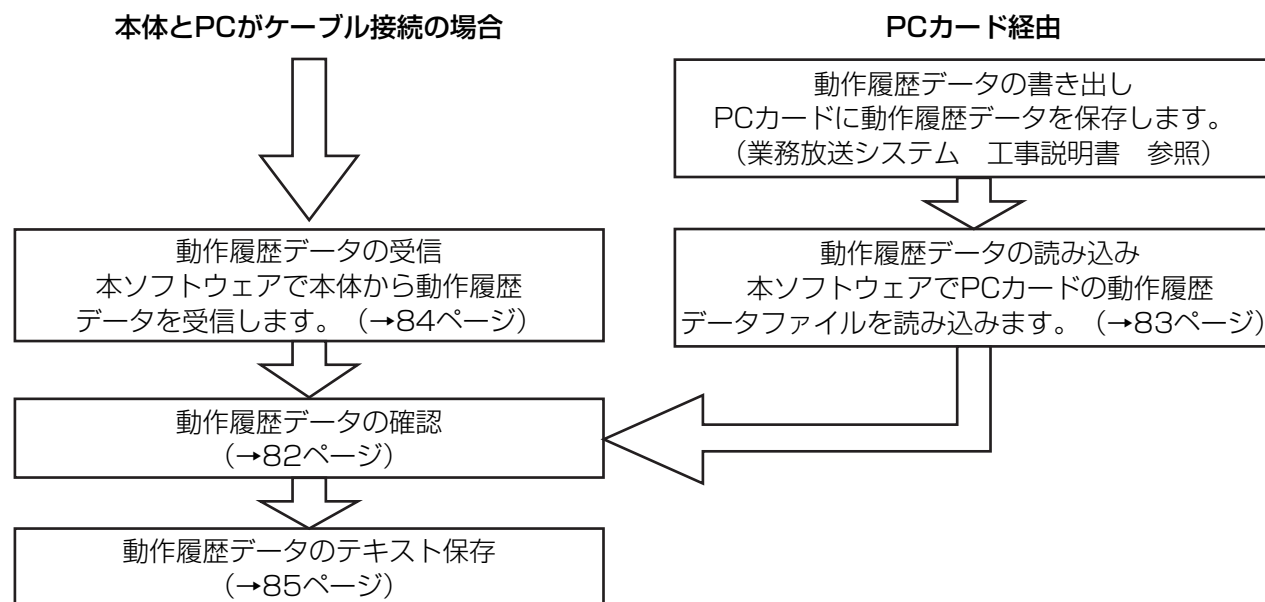 本体とPCがケーブル接続の場合
動作履歴データの受信
本ソフトウェアで本体から動作履歴
データを受信します。（→84ページ）
動作履歴データの確認
（→82ページ）
動作履歴データのテキスト保存
（→85ページ）
PCカード経由
動作履歴データの書き出し
PCカードに動作履歴データを保存します。
（業務放送システム　工事説明書　参照）
動作履歴データの読み込み
本ソフトウェアでPCカードの動作履歴
データファイルを読み込みます。（→83ページ）